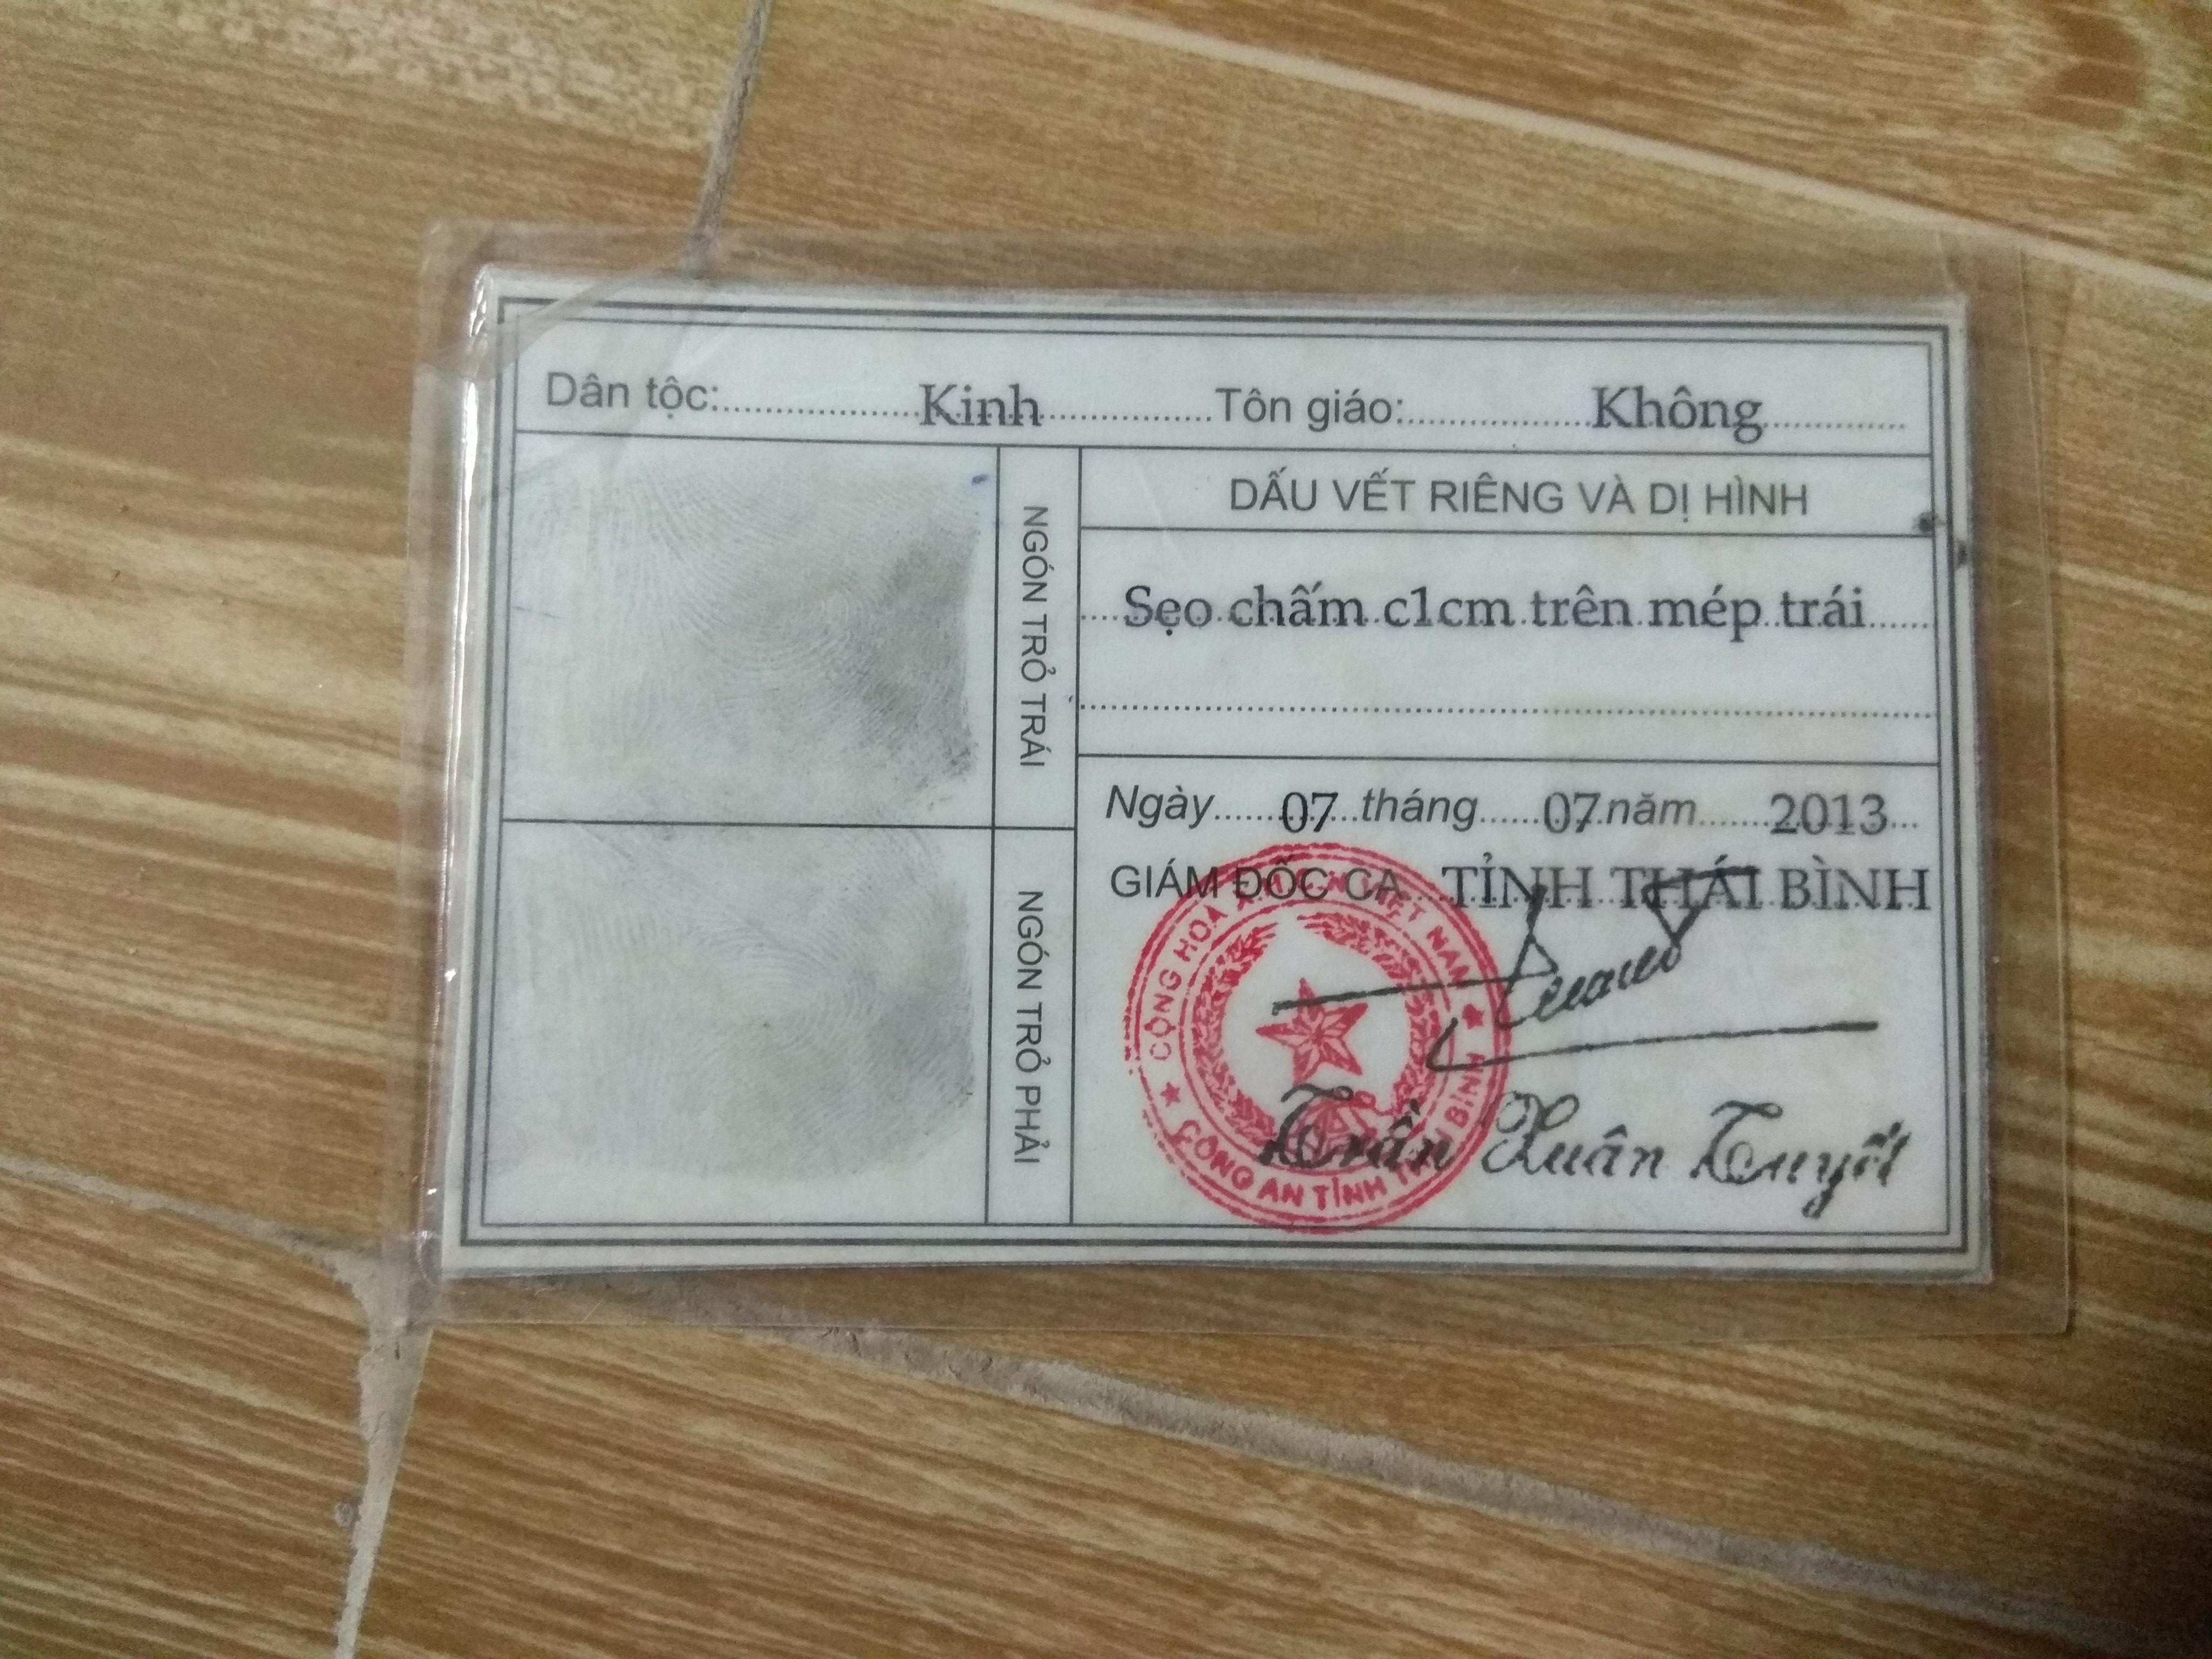 Dân tộc: Kinh Tôn giáo: Không
NGÓN TRỎ TRÁI
NGÓN TRỎ PHẢI
DẤU VẾT RIÊNG VÀ DỊ HÌNH
Sẹo chấm c1cm trên mép trái
Ngày 07 tháng 07 năm 2013
GIÁM ĐỐC CA TỈNH THÁI BÌNH
CỘNG HOÀ X.H.C.N VIỆT NAM
CÔNG AN TỈNH THÁI BÌNH
Trần Xuân Tuyết